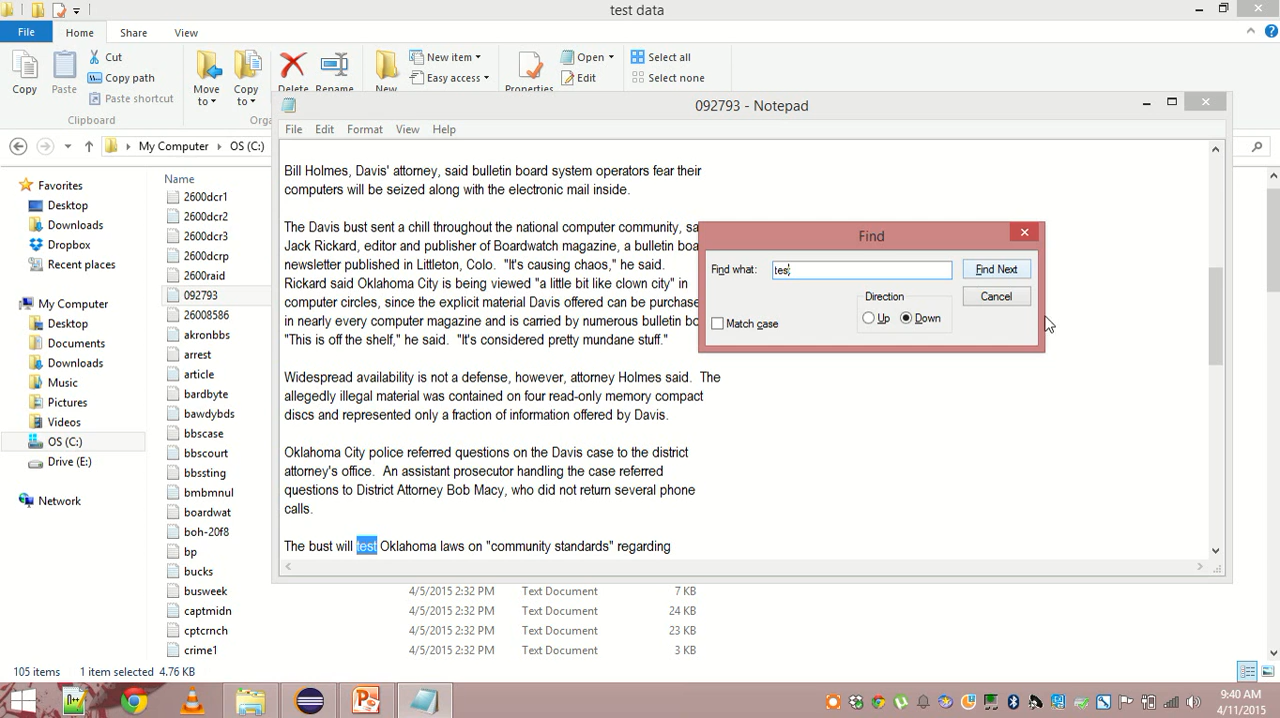 test data
File
Home
Share
View
Copy
Paste
Cut
Copy path
Paste shortcut
Clipboard
Move to
Copy to
Delete
Rename
New
New item
Easy access
Properties
Open
Edit
Select all
Select none
My Computer
OS (C:)
Favorites
Desktop
Downloads
Dropbox
Recent places
My Computer
Desktop
Documents
Downloads
Music
Pictures
Videos
OS (C:)
Drive (E:)
Network
Name
2600dcr1
2600dcr2
2600dcr3
2600dcrp
2600raid
092793
26008586
akronbbs
arrest
article
bardbyte
bawdybds
bbscase
bbscourt
bbssting
bmbmnul
boardwat
boh-20f8
bp
bucks
busweek 4/5/2015 2:32 PM Text Document 7 KB
captmidn 4/5/2015 2:32 PM Text Document 24 KB
cptcrnch 4/5/2015 2:32 PM Text Document 23 KB
crime1 4/5/2015 2:32 PM Text Document 3 KB
092793 - Notepad
File Edit Format View Help
Bill Holmes, Davis' attorney, said bulletin board system operators fear their
computers will be seized along with the electronic mail inside.
The Davis bust sent a chill throughout the national computer community, sa
Jack Rickard, editor and publisher of Boardwatch magazine, a bulletin boa
newsletter published in Littleton, Colo. "It's causing chaos," he said.
Rickard said Oklahoma City is being viewed "a little bit like clown city" in
computer circles, since the explicit material Davis offered can be purchase
in nearly every computer magazine and is carried by numerous bulletin bo
"This is off the shelf," he said. "It's considered pretty mundane stuff."
Widespread availability is not a defense, however, attorney Holmes said. The
allegedly illegal material was contained on four read-only memory compact
discs and represented only a fraction of information offered by Davis.
Oklahoma City police referred questions on the Davis case to the district
attorney's office. An assistant prosecutor handling the case referred
questions to District Attorney Bob Macy, who did not return several phone
calls.
The bust will test Oklahoma laws on "community standards" regarding
Find
Find what: tes
Find Next
Direction
Cancel
Up Down
Match case
105 items 1 item selected 4.76 KB
9:40 AM
4/11/2015